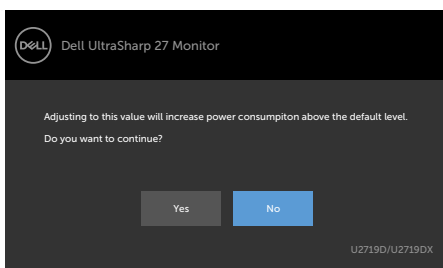 DELL
Dell UltraSharp 27 Monitor
Adjusting to this value will increase power consumpiton above the default level.
Do you want to continue?
Yes
No
U2719D/U2719DX